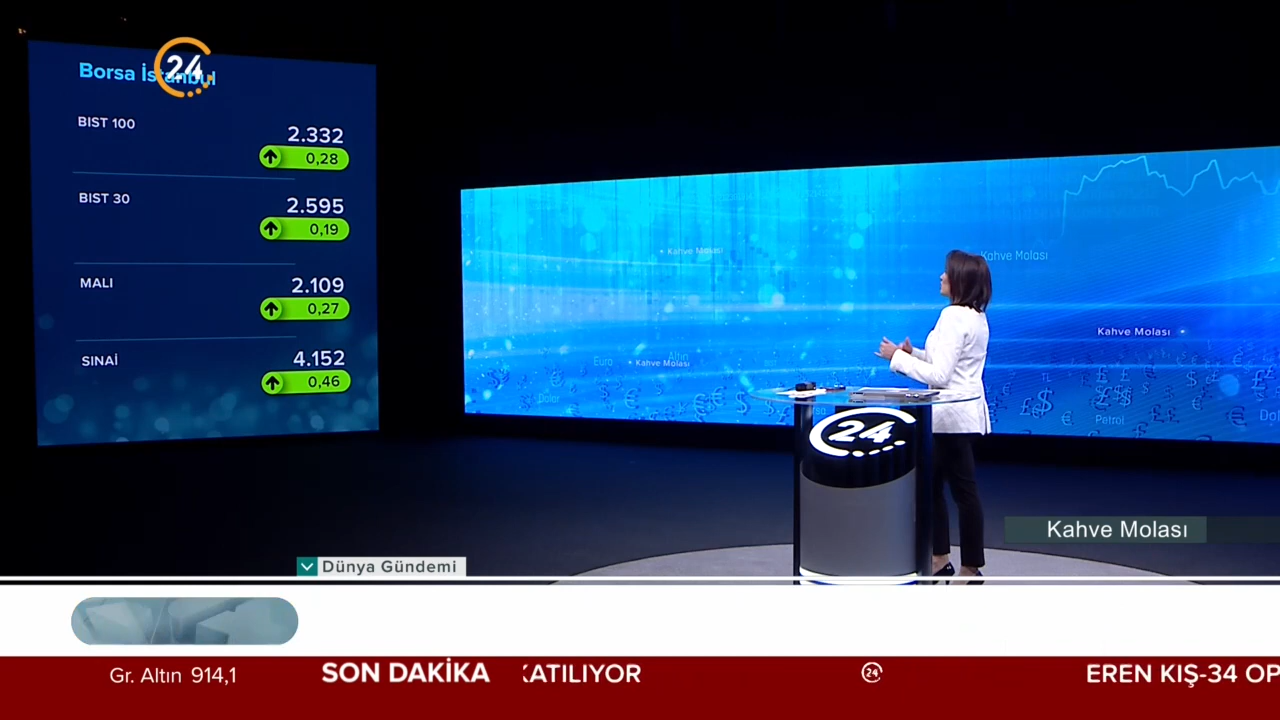 Borsa İstanbul
24
BIST 100
2.332
0,28
BIST 30
2.595
0,19
MALI
2.109
0,27
SINAİ
4.152
0,46
Kahve Molası
Kahve Molası
Kahve Molası
Euro
Altın
Kahve Molası
Dolar
Petrol
24
Kahve Molası
Dünya Gündemi
Gr. Altın 914,1
SON DAKİKA
KATILIYOR
24
EREN KIŞ-34 OP